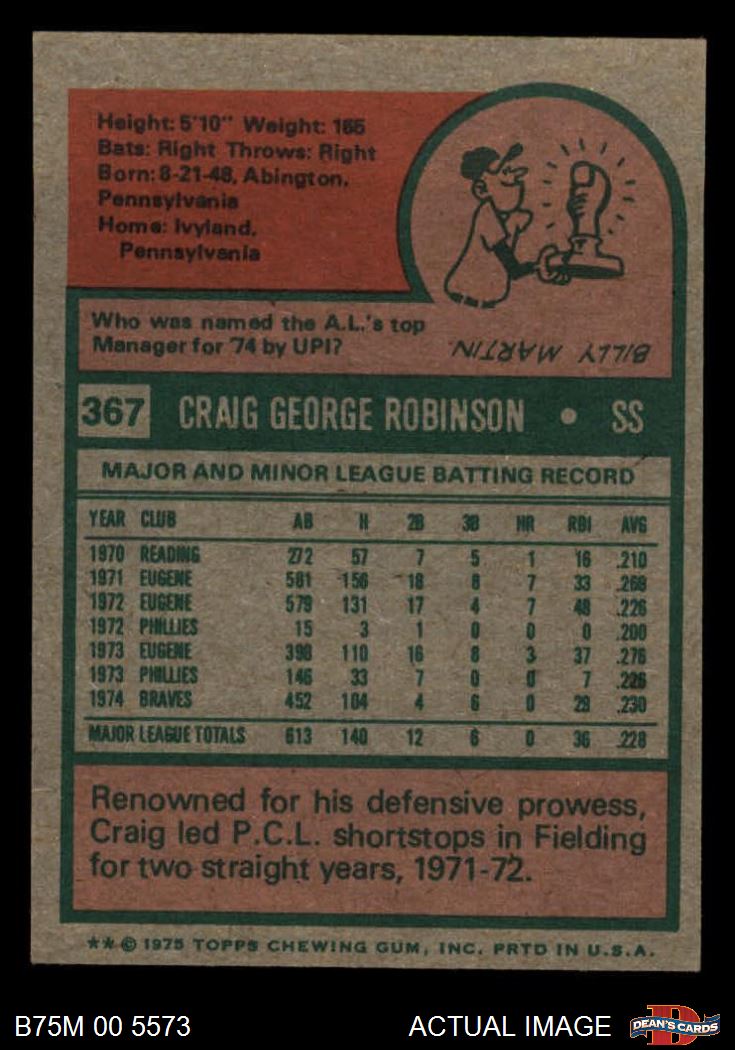 Height: 5'10" Weight: 165
Bats: Right Throws: Right
Born: 8-21-48, Abington,
Pennsylvania
Home: Ivyland,
Pennsylvania
Who was named the A.L.'s top
Manager for '74 by UPI?
BILLY MARTIN.
367 CRAIG GEORGE ROBINSON • SS
MAJOR AND MINOR LEAGUE BATTING RECORD
YEAR CLUB AB H 2B 3B HR RBI AVG
1970 READING 272 57 7 5 1 16 .210
1971 EUGENE 581 156 18 8 7 33 .269
1972 EUGENE 579 131 17 4 7 48 .226
1972 PHILLIES 15 3 1 0 0 0 .200
1973 EUGENE 398 110 16 8 3 37 .276
1973 PHILLIES 146 33 7 0 0 7 .226
1974 BRAVES 452 104 4 6 0 29 .230
MAJOR LEAGUE TOTALS 613 140 12 6 0 36 .228
Renowned for his defensive prowess,
Craig led P.C.L. shortstops in Fielding
for two straight years, 1971-72.
**© 1975 TOPPS CHEWING GUM, INC. PRTD IN U.S.A.
B75M 00 5573 ACTUAL IMAGE D DEAN'S CARDS